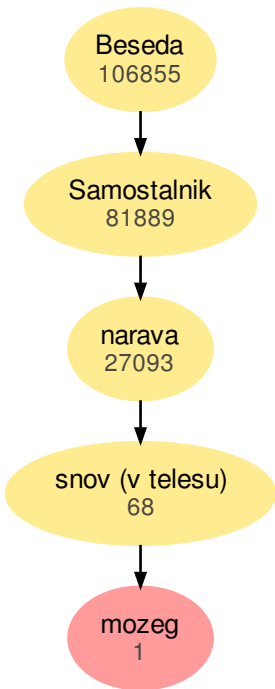 Beseda
106855
Samostalnik
81889
narava
27093
snov (v telesu)
68
mozeg
1